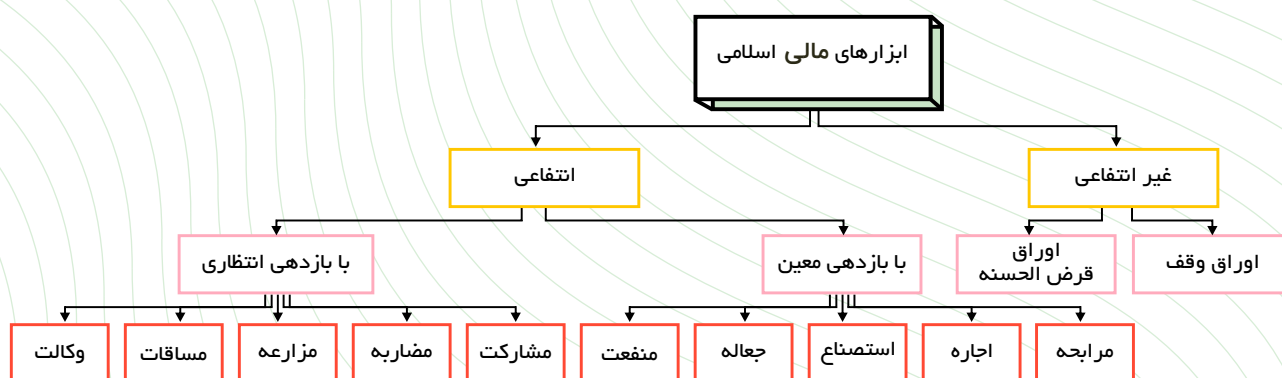 ابزارهای مالی اسلامی
غیر انتفاعی
انتفاعی
اوراق وقف
اوراق
قرض الحسنه
با بازدهی معین
با بازدهی انتظاری
مرابحه
اجاره
استصناع
جعاله
منفعت
مشارکت
مضاربه
مزارعه
مساقات
وکالت